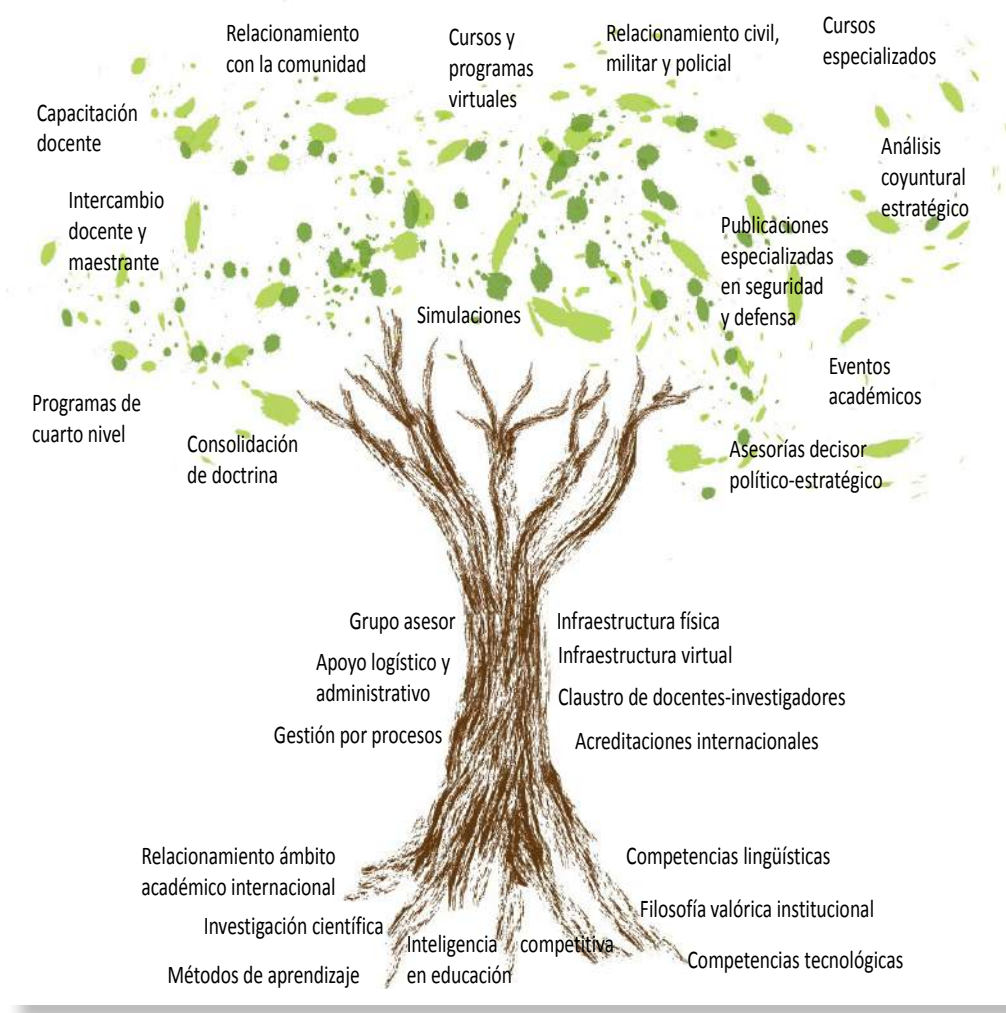 Relacionamiento
con la comunidad
Cursos y
programas
virtuales
Relacionamiento civil,
militar y policial
Cursos
especializados
Capacitación
docente
Análisis
coyuntural
estratégico
Intercambio
docente y
maestrante
Publicaciones
especializadas
en seguridad
y defensa
Simulaciones
Eventos
académicos
Programas de
cuarto nivel
Consolidación
de doctrina
Asesorías decisor
político-estratégico
Grupo asesor
Infraestructura física
Apoyo logístico y
administrativo
Infraestructura virtual
Claustro de docentes-investigadores
Gestión por procesos
Acreditaciones internacionales
Relacionamiento ámbito
académico internacional
Competencias lingüísticas
Investigación científica
Filosofía valórica institucional
Inteligencia competitiva
en educación
Métodos de aprendizaje
Competencias tecnológicas